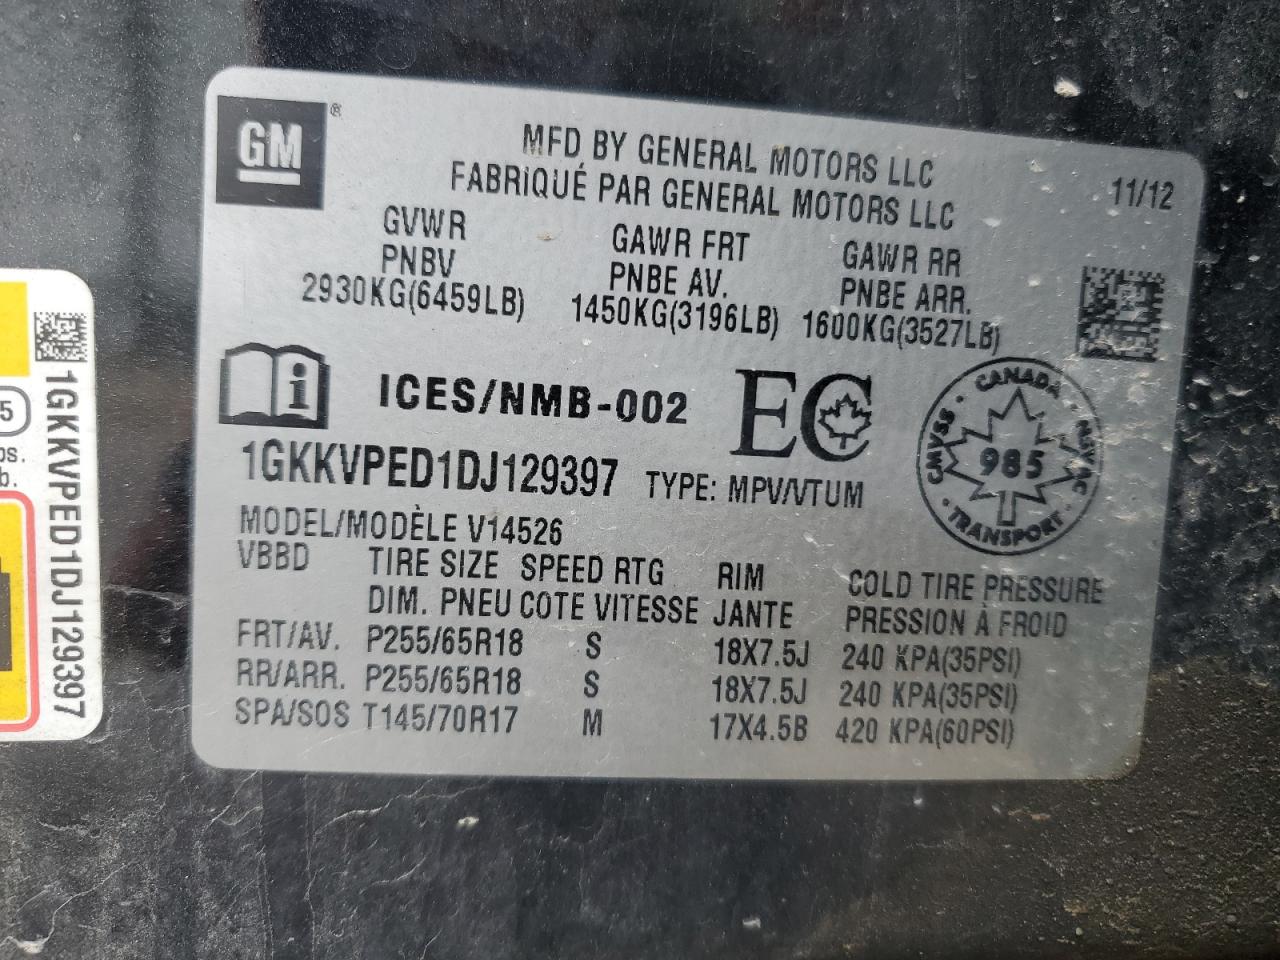 GM ®
MFD BY GENERAL MOTORS LLC
FABRIQUÉ PAR GENERAL MOTORS LLC
11/12
GVWR GAWR FRT GAWR RR
PNBV PNBE AV. PNBE ARR.
2930KG(6459LB) 1450KG(3196LB) 1600KG(3527LB)
i ICES/NMB-002 EC
CANADA
CMVSS · NSVAC
985
TRANSPORT
1GKKVPED1DJ129397 TYPE: MPV/VTUM
MODEL/MODÈLE V14526
VBBD TIRE SIZE SPEED RTG RIM COLD TIRE PRESSURE
DIM. PNEU COTE VITESSE JANTE PRESSION À FROID
FRT/AV. P255/65R18 S 18X7.5J 240 KPA(35PSI)
RR/ARR. P255/65R18 S 18X7.5J 240 KPA(35PSI)
SPA/SOS T145/70R17 M 17X4.5B 420 KPA(60PSI)
1GKKVPED1DJ129397
5